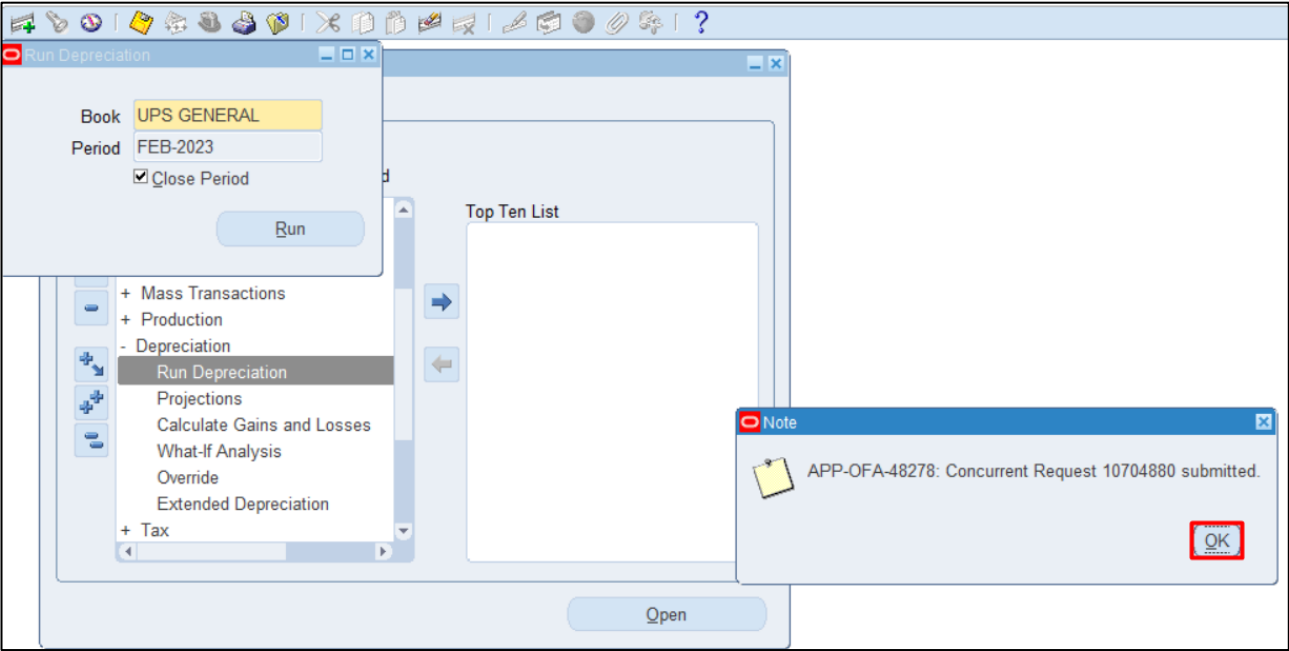 Run Depreciation
Book UPS GENERAL
Period FEB-2023
Close Period
Run
Top Ten List
+ Mass Transactions
+ Production
- Depreciation
Run Depreciation
Projections
Calculate Gains and Losses
What-If Analysis
Override
Extended Depreciation
+ Tax
Open
Note
APP-OFA-48278: Concurrent Request 10704880 submitted.
OK